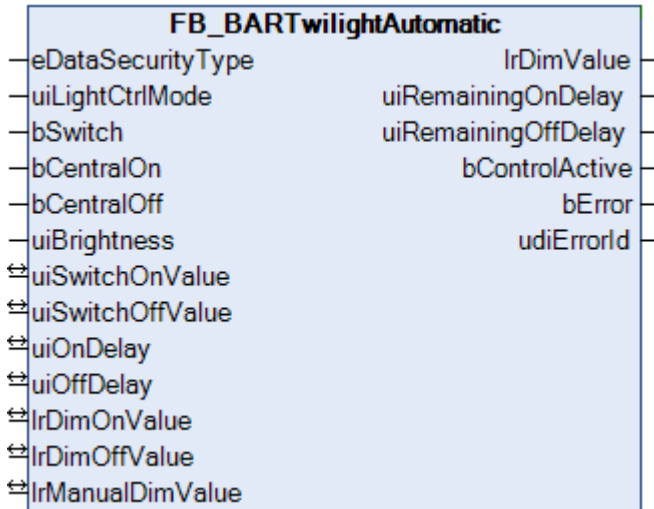 FB_BARTwilightAutomatic
eDataSecurityType lrDimValue
uiLightCtrlMode uiRemainingOnDelay
bSwitch uiRemainingOffDelay
bCentralOn bControlActive
bCentralOff bError
uiBrightness udiErrorId
uiSwitchOnValue
uiSwitchOffValue
uiOnDelay
uiOffDelay
lrDimOnValue
lrDimOffValue
lrManualDimValue